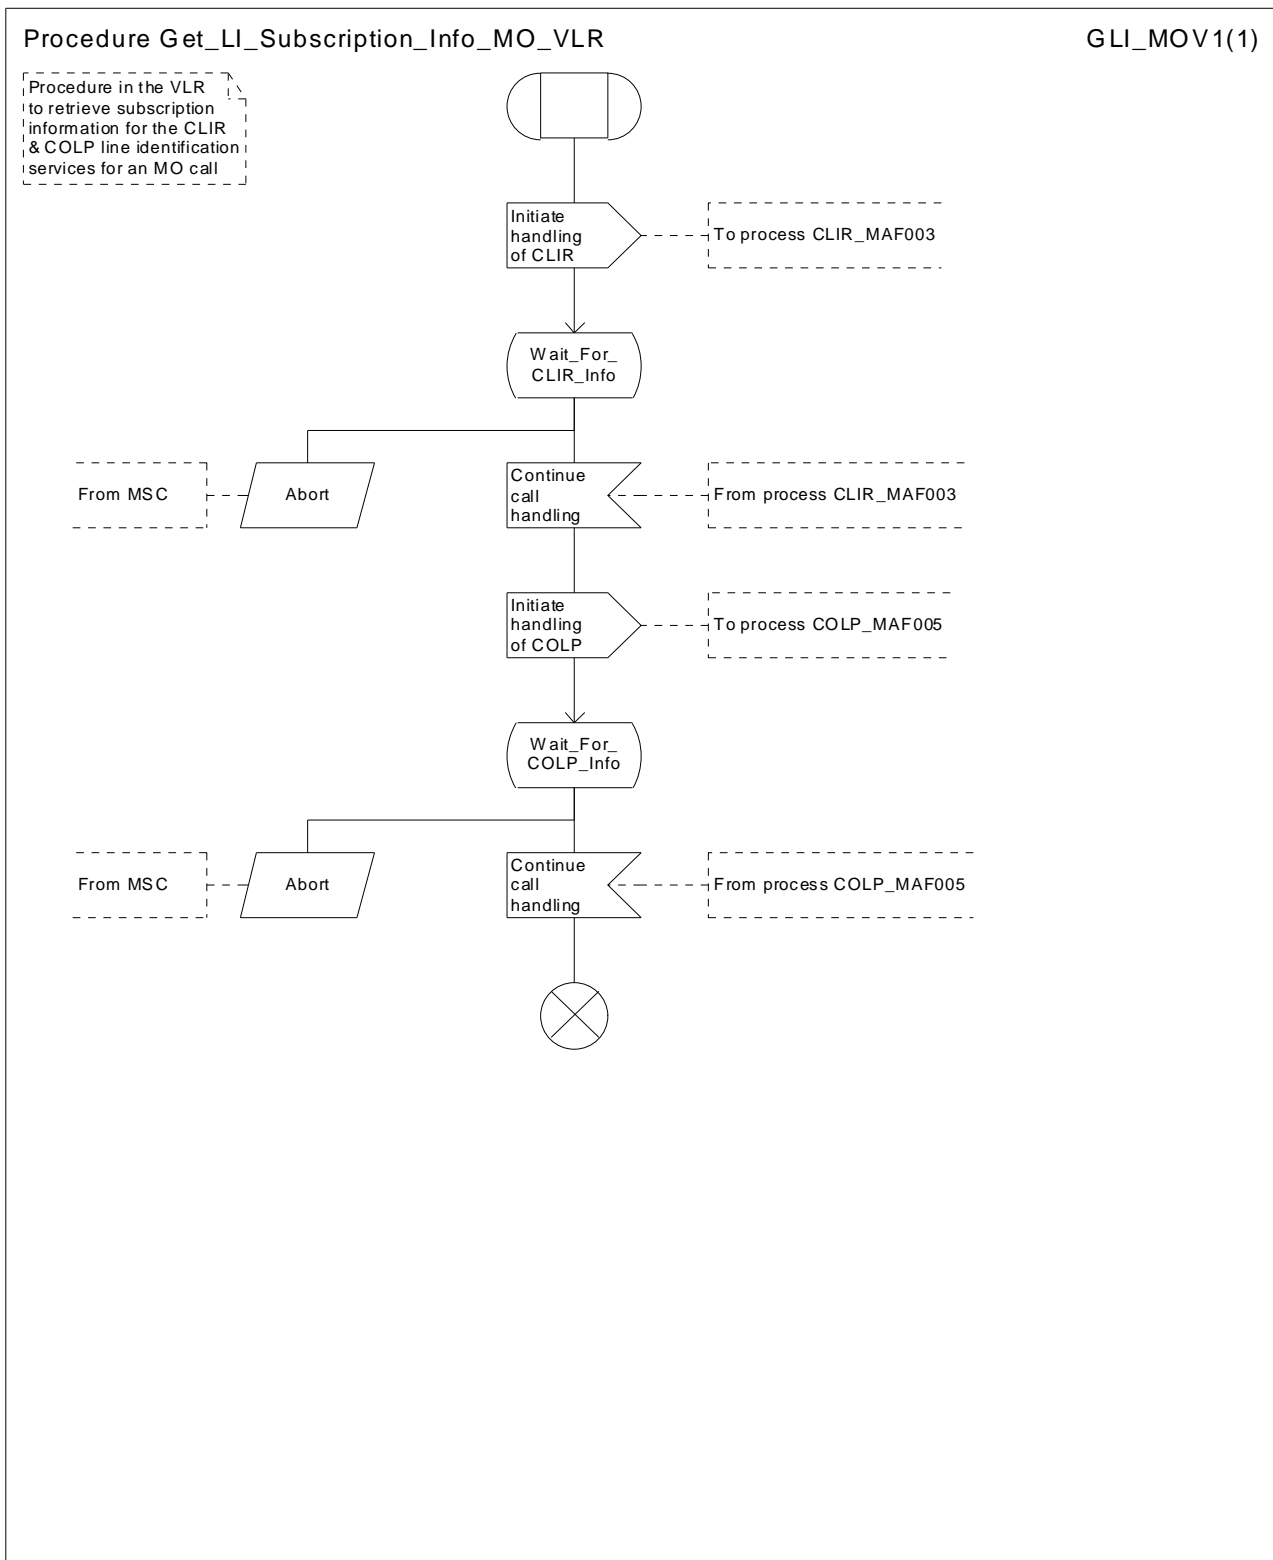 Procedure Get_LI_Subscription_Info_MO_VLR
GLI_MOV1(1)
Procedure in the VLR
to retrieve subscription
information for the CLIR
& COLP line identification
services for an MO call
Initiate
handling
of CLIR
To process CLIR_MAF003
Wait_For_
CLIR_Info
From MSC
Abort
Continue
call
handling
From process CLIR_MAF003
Initiate
handling
of COLP
To process COLP_MAF005
Wait_For_
COLP_Info
From MSC
Abort
Continue
call
handling
From process COLP_MAF005